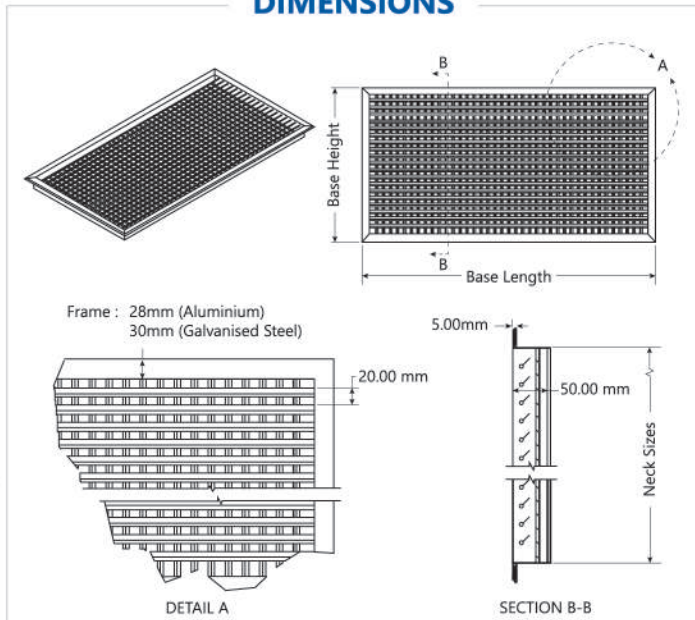 DIMENSIONS
B
A
Base Height
B
Base Length
Frame : 28mm (Aluminium)
30mm (Galvanised Steel)
20.00 mm
5.00mm
50.00 mm
Neck Sizes
DETAIL A
SECTION B-B